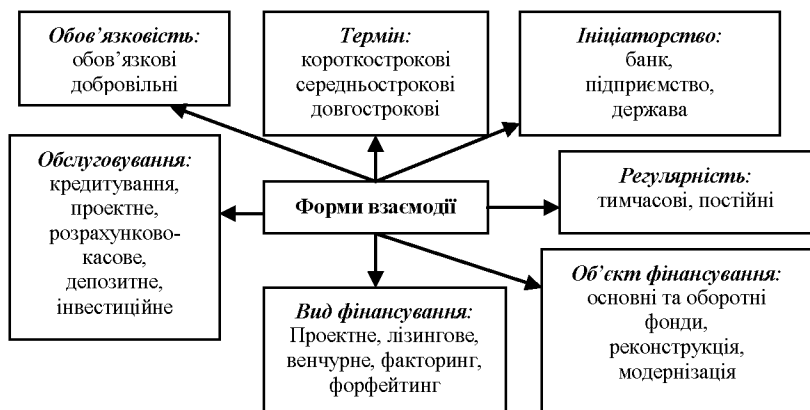 Обов’язковість:
обов’язкові
добровільні
Термін:
короткострокові
середньострокові
довгострокові
Ініціаторство:
банк,
підприємство,
держава
Обслуговування:
кредитування,
проектне,
розрахунково-
касове,
депозитне,
інвестиційне
Форми взаємодії
Регулярність:
тимчасові, постійні
Вид фінансування:
Проектне, лізингове,
венчурне, факторинг,
форфейтинг
Об’єкт фінансування:
основні та оборотні
фонди,
реконструкція,
модернізація